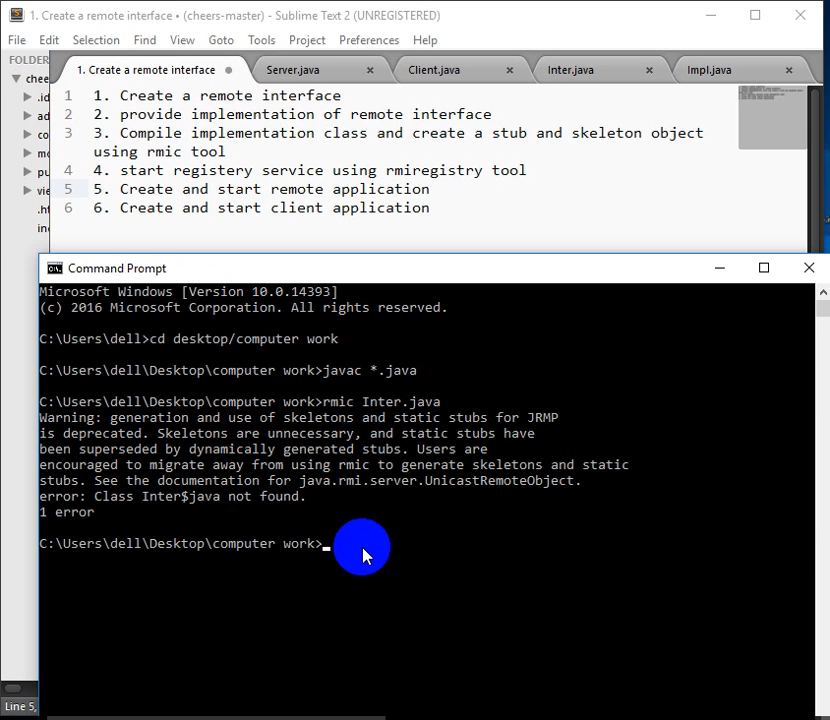 1. Create a remote interface • (cheers-master) - Sublime Text 2 (UNREGISTERED)
File Edit Selection Find View Goto Tools Project Preferences Help
FOLDER 1. Create a remote interface Server.java Client.java Inter.java Impl.java
chee
.id
ad
co
mo
pu
view
.ht
ind
1 1. Create a remote interface
2 2. provide implementation of remote interface
3 3. Compile implementation class and create a stub and skeleton object
using rmic tool
4 4. start registery service using rmiregistry tool
5 5. Create and start remote application
6 6. Create and start client application
Command Prompt
Microsoft Windows [Version 10.0.14393]
(c) 2016 Microsoft Corporation. All rights reserved.
C:\Users\dell>cd desktop/computer work
C:\Users\dell\Desktop\computer work>javac *.java
C:\Users\dell\Desktop\computer work>rmic Inter.java
Warning: generation and use of skeletons and static stubs for JRMP
is deprecated. Skeletons are unnecessary, and static stubs have
been superseded by dynamically generated stubs. Users are
encouraged to migrate away from using rmic to generate skeletons and static
stubs. See the documentation for java.rmi.server.UnicastRemoteObject.
error: Class Inter$java not found.
1 error
C:\Users\dell\Desktop\computer work>
Line 5,